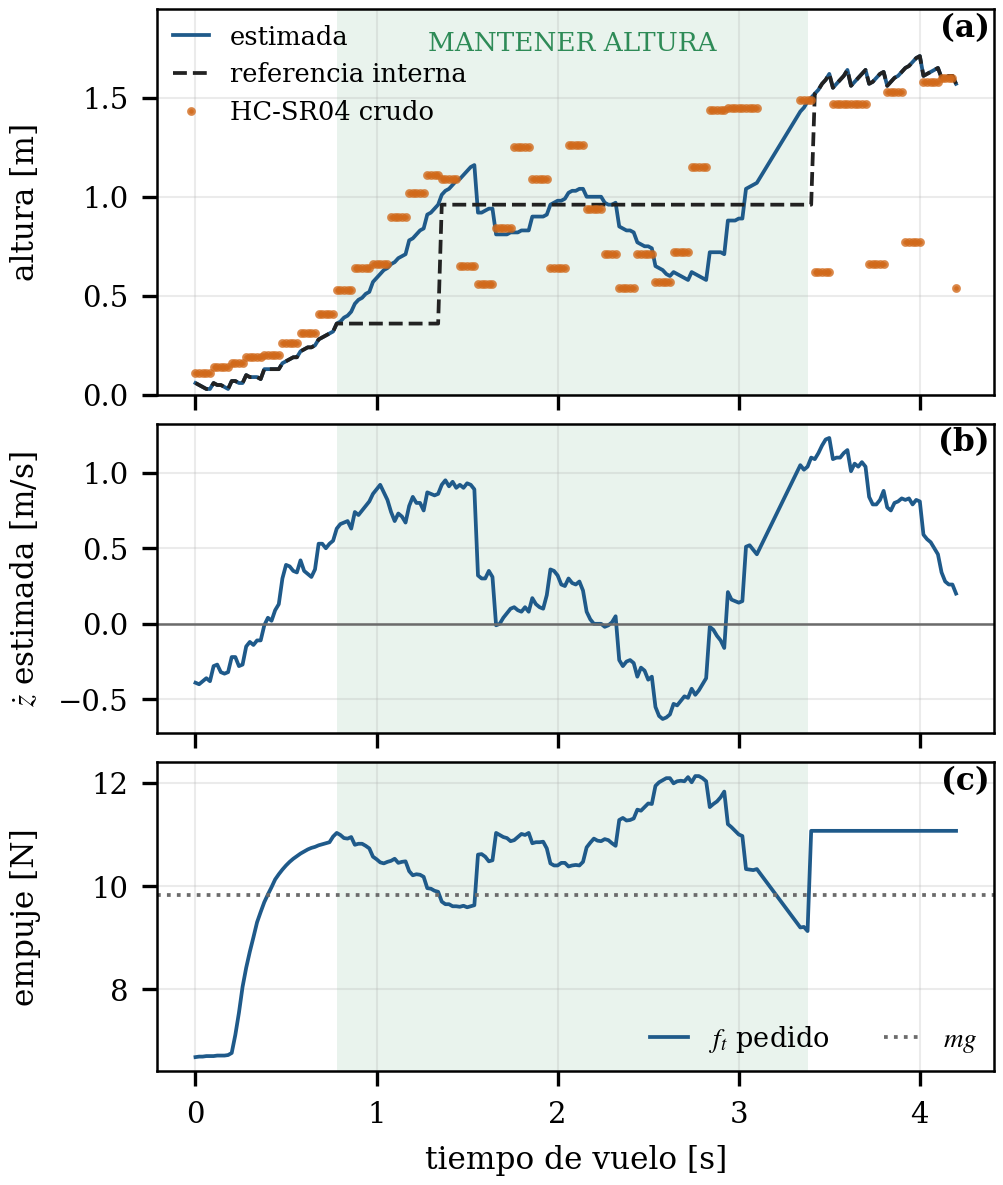 (a)
estimada
MANTENER ALTURA
referencia interna
HC-SR04 crudo
altura [m]
1.5
1.0
0.5
0.0
(b)
ż estimada [m/s]
1.0
0.5
0.0
−0.5
(c)
empuje [N]
12
10
8
fₜ pedido
mg
0 1 2 3 4
tiempo de vuelo [s]